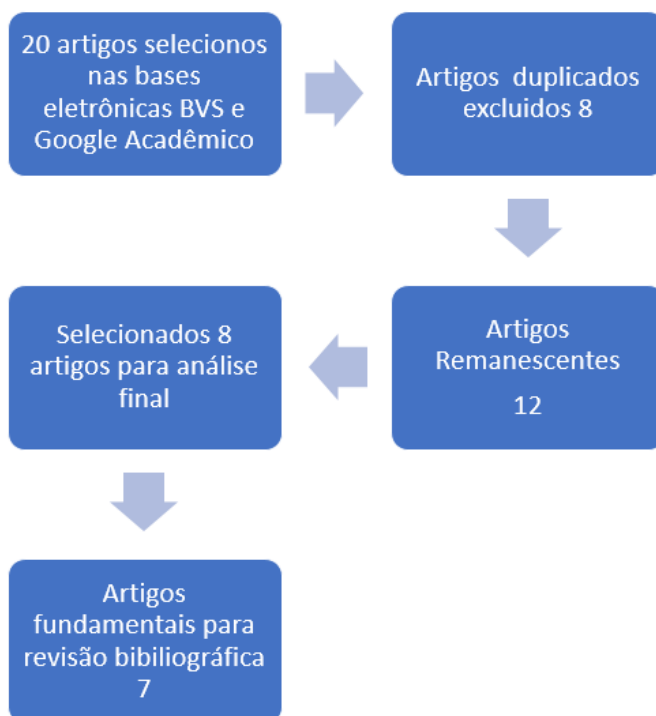 20 artigos selecionos
nas bases
eletrônicas BVS e
Google Acadêmico
Artigos duplicados
excluidos 8
Artigos
Remanescentes
12
Selecionados 8
artigos para análise
final
Artigos
fundamentais para
revisão bibiliográfica
7